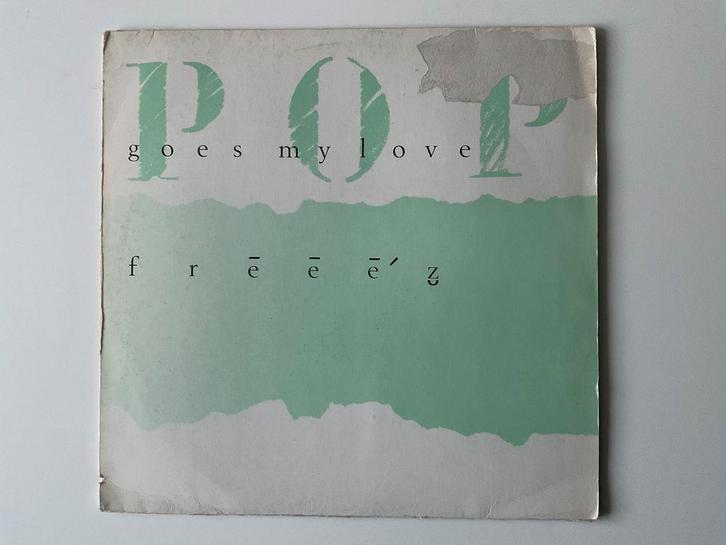 POP
goes my love
f r ē ē ē ́ z̮